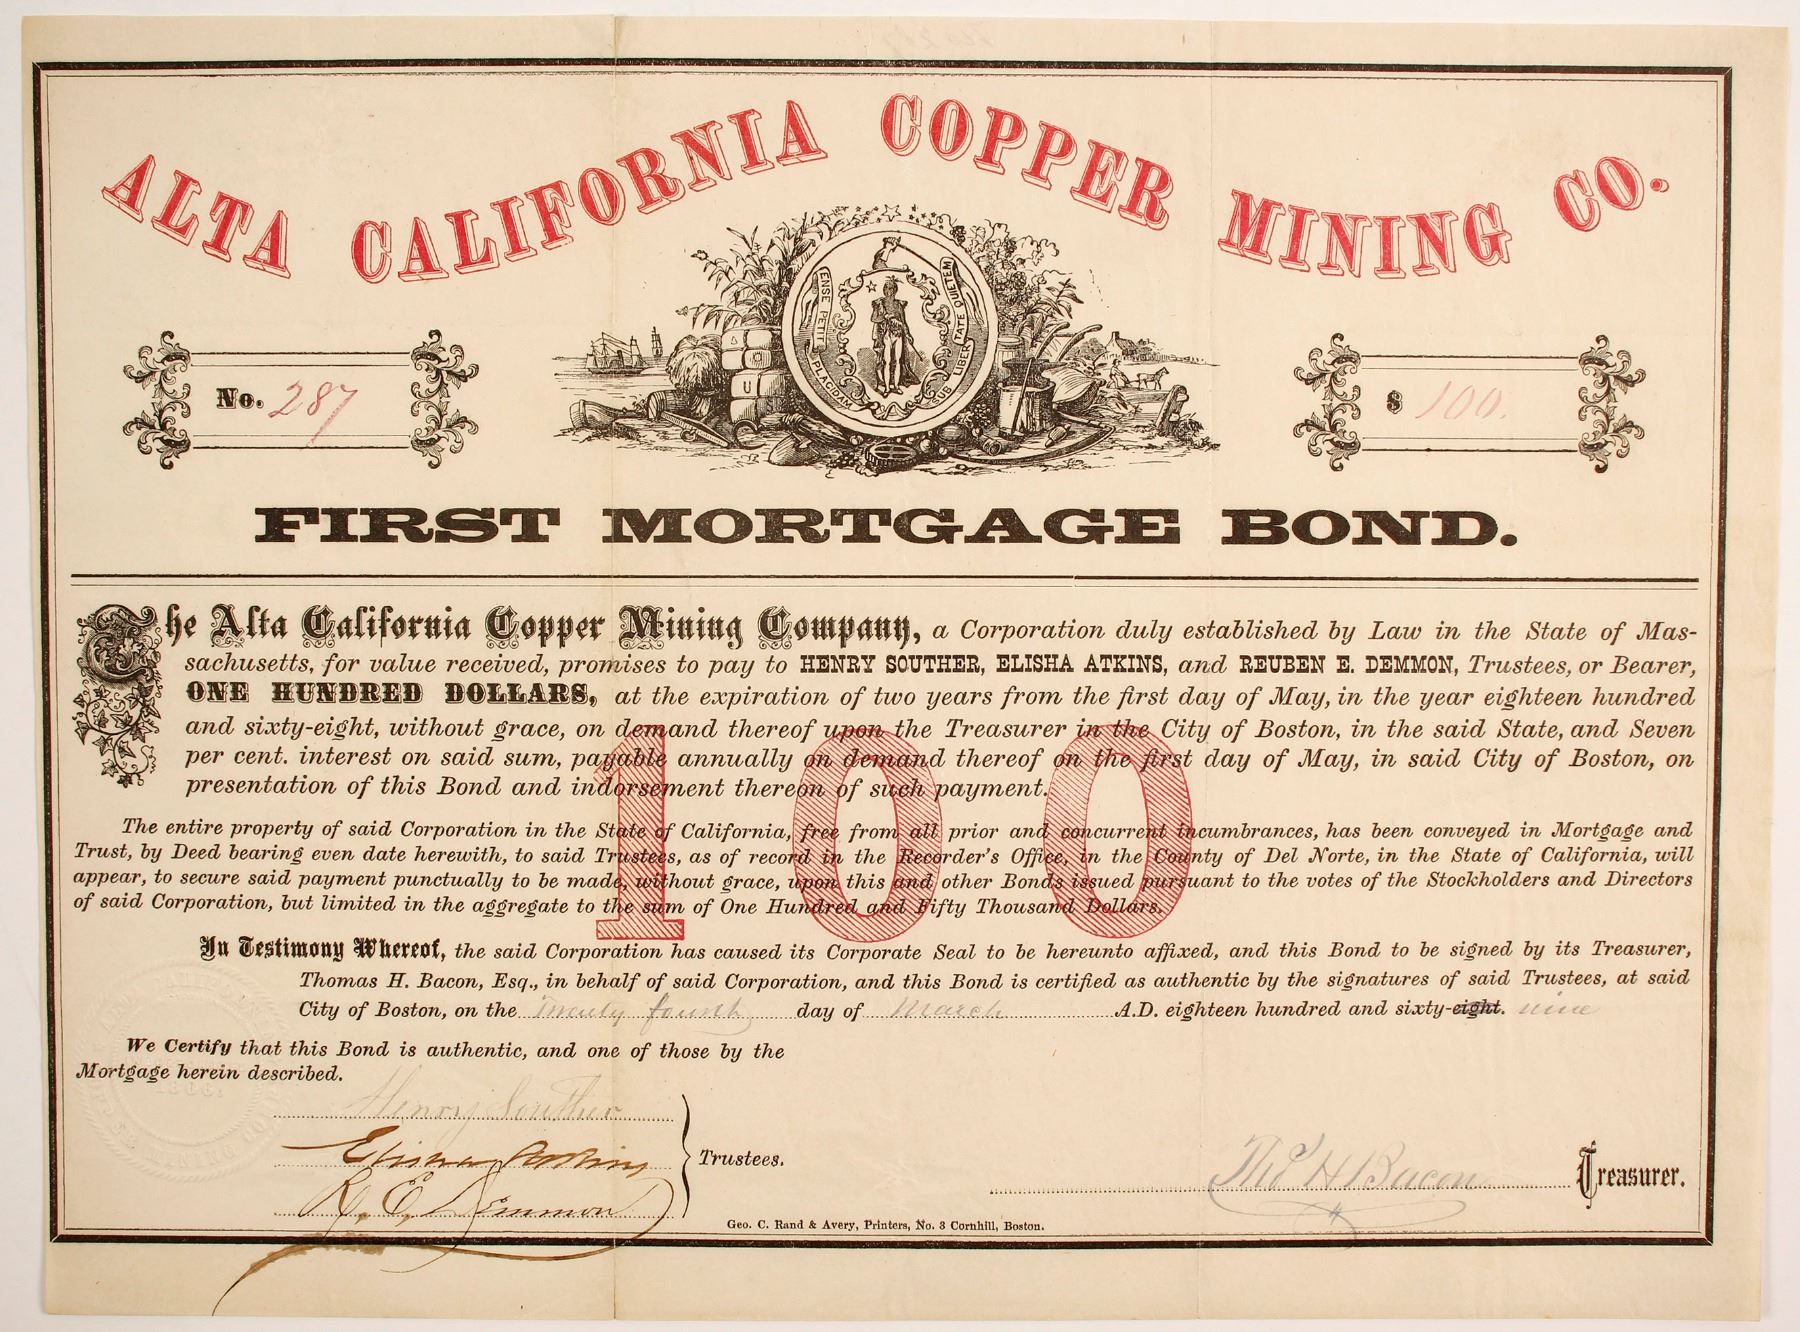 ALTA CALIFORNIA COPPER MINING CO.
ENSE PETIT PLACIDAM SUB LIBERTATE QUIETEM
No. 287
$ 100.
FIRST MORTGAGE BOND.
The Alta California Copper Mining Company, a Corporation duly established by Law in the State of Mas-
sachusetts, for value received, promises to pay to HENRY SOUTHER, ELISHA ATKINS, and REUBEN E. DEMMON, Trustees, or Bearer,
ONE HUNDRED DOLLARS, at the expiration of two years from the first day of May, in the year eighteen hundred
and sixty-eight, without grace, on demand thereof upon the Treasurer in the City of Boston, in the said State, and Seven
per cent. interest on said sum, payable annually on demand thereof on the first day of May, in said City of Boston, on
presentation of this Bond and indorsement thereon of such payment.
100
The entire property of said Corporation in the State of California, free from all prior and concurrent incumbrances, has been conveyed in Mortgage and
Trust, by Deed bearing even date herewith, to said Trustees, as of record in the Recorder's Office, in the County of Del Norte, in the State of California, will
appear, to secure said payment punctually to be made, without grace, upon this and other Bonds issued pursuant to the votes of the Stockholders and Directors
of said Corporation, but limited in the aggregate to the sum of One Hundred and Fifty Thousand Dollars.
In Testimony Whereof, the said Corporation has caused its Corporate Seal to be hereunto affixed, and this Bond to be signed by its Treasurer,
Thomas H. Bacon, Esq., in behalf of said Corporation, and this Bond is certified as authentic by the signatures of said Trustees, at said
City of Boston, on the Twenty fourth day of March A.D. eighteen hundred and sixty-eight. nine
We Certify that this Bond is authentic, and one of those by the
Mortgage herein described.
Henry Souther
Elisha Atkins
R. E. Demmon
Trustees.
Thos H Bacon Treasurer.
Geo. C. Rand & Avery, Printers, No. 3 Cornhill, Boston.
MINING CO.